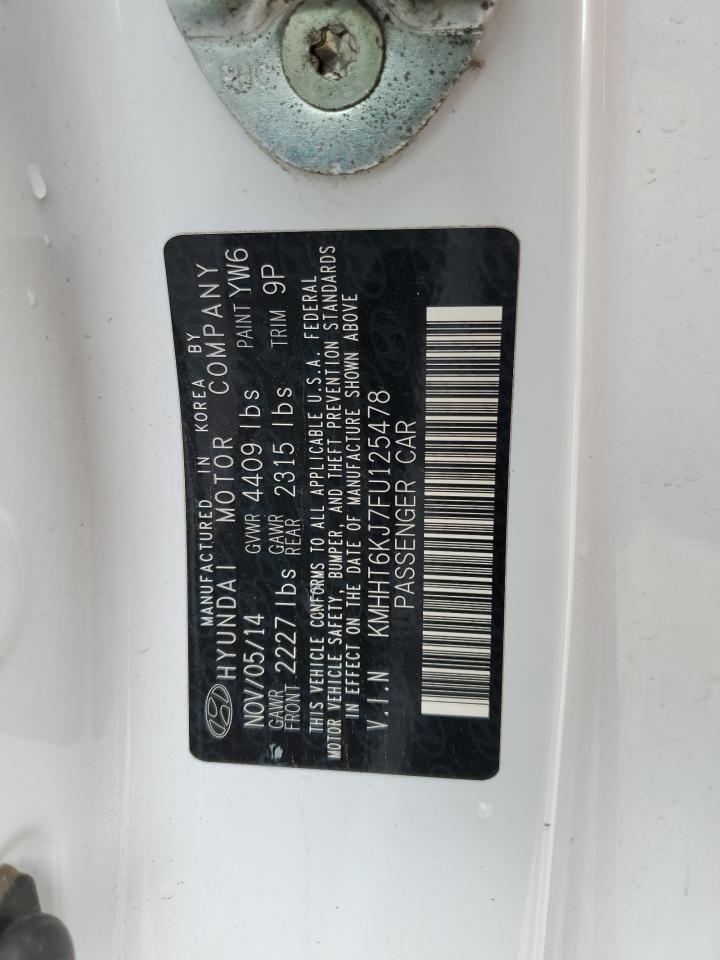 MANUFACTURED IN KOREA BY
HYUNDAI MOTOR COMPANY
NOV/05/14 GVWR 4409 lbs PAINT YW6
GAWR FRONT 2227 lbs GAWR REAR 2315 lbs TRIM 9P
THIS VEHICLE CONFORMS TO ALL APPLICABLE U.S.A. FEDERAL
MOTOR VEHICLE SAFETY, BUMPER, AND THEFT PREVENTION STANDARDS
IN EFFECT ON THE DATE OF MANUFACTURE SHOWN ABOVE
V.I.N KMHHT6KJ7FU125478
PASSENGER CAR